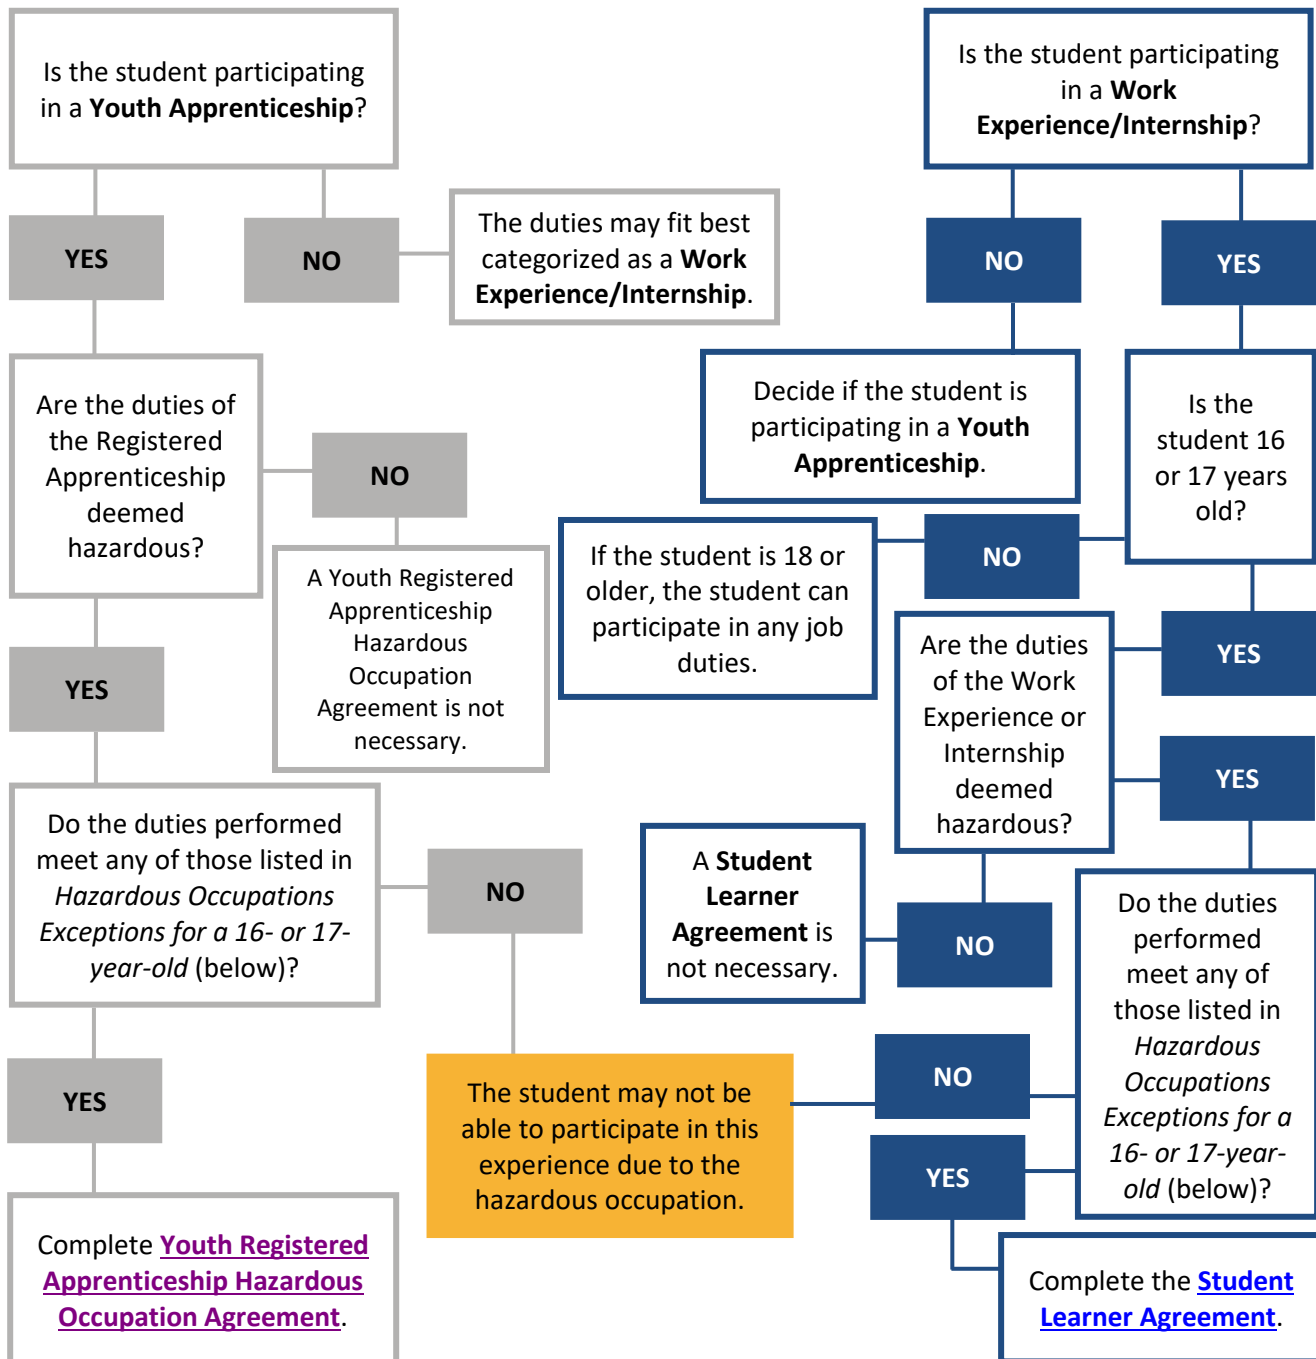 Is the student participating
in a Youth Apprenticeship?
YES
NO
The duties may fit best
categorized as a Work
Experience/Internship.
Are the duties of
the Registered
Apprenticeship
deemed
hazardous?
NO
A Youth Registered
Apprenticeship
Hazardous
Occupation
Agreement is not
necessary.
YES
Do the duties performed
meet any of those listed in
Hazardous Occupations
Exceptions for a 16- or 17-
year-old (below)?
NO
YES
Complete Youth Registered
Apprenticeship Hazardous
Occupation Agreement.
The student may not be
able to participate in this
experience due to the
hazardous occupation.
Is the student participating
in a Work
Experience/Internship?
NO
YES
Decide if the student is
participating in a Youth
Apprenticeship.
Is the
student 16
or 17 years
old?
NO
If the student is 18 or
older, the student can
participate in any job
duties.
YES
Are the duties
of the Work
Experience or
Internship
deemed
hazardous?
YES
NO
A Student
Learner
Agreement is
not necessary.
Do the duties
performed
meet any of
those listed in
Hazardous
Occupations
Exceptions for a
16- or 17-year-
old (below)?
NO
YES
Complete the Student
Learner Agreement.